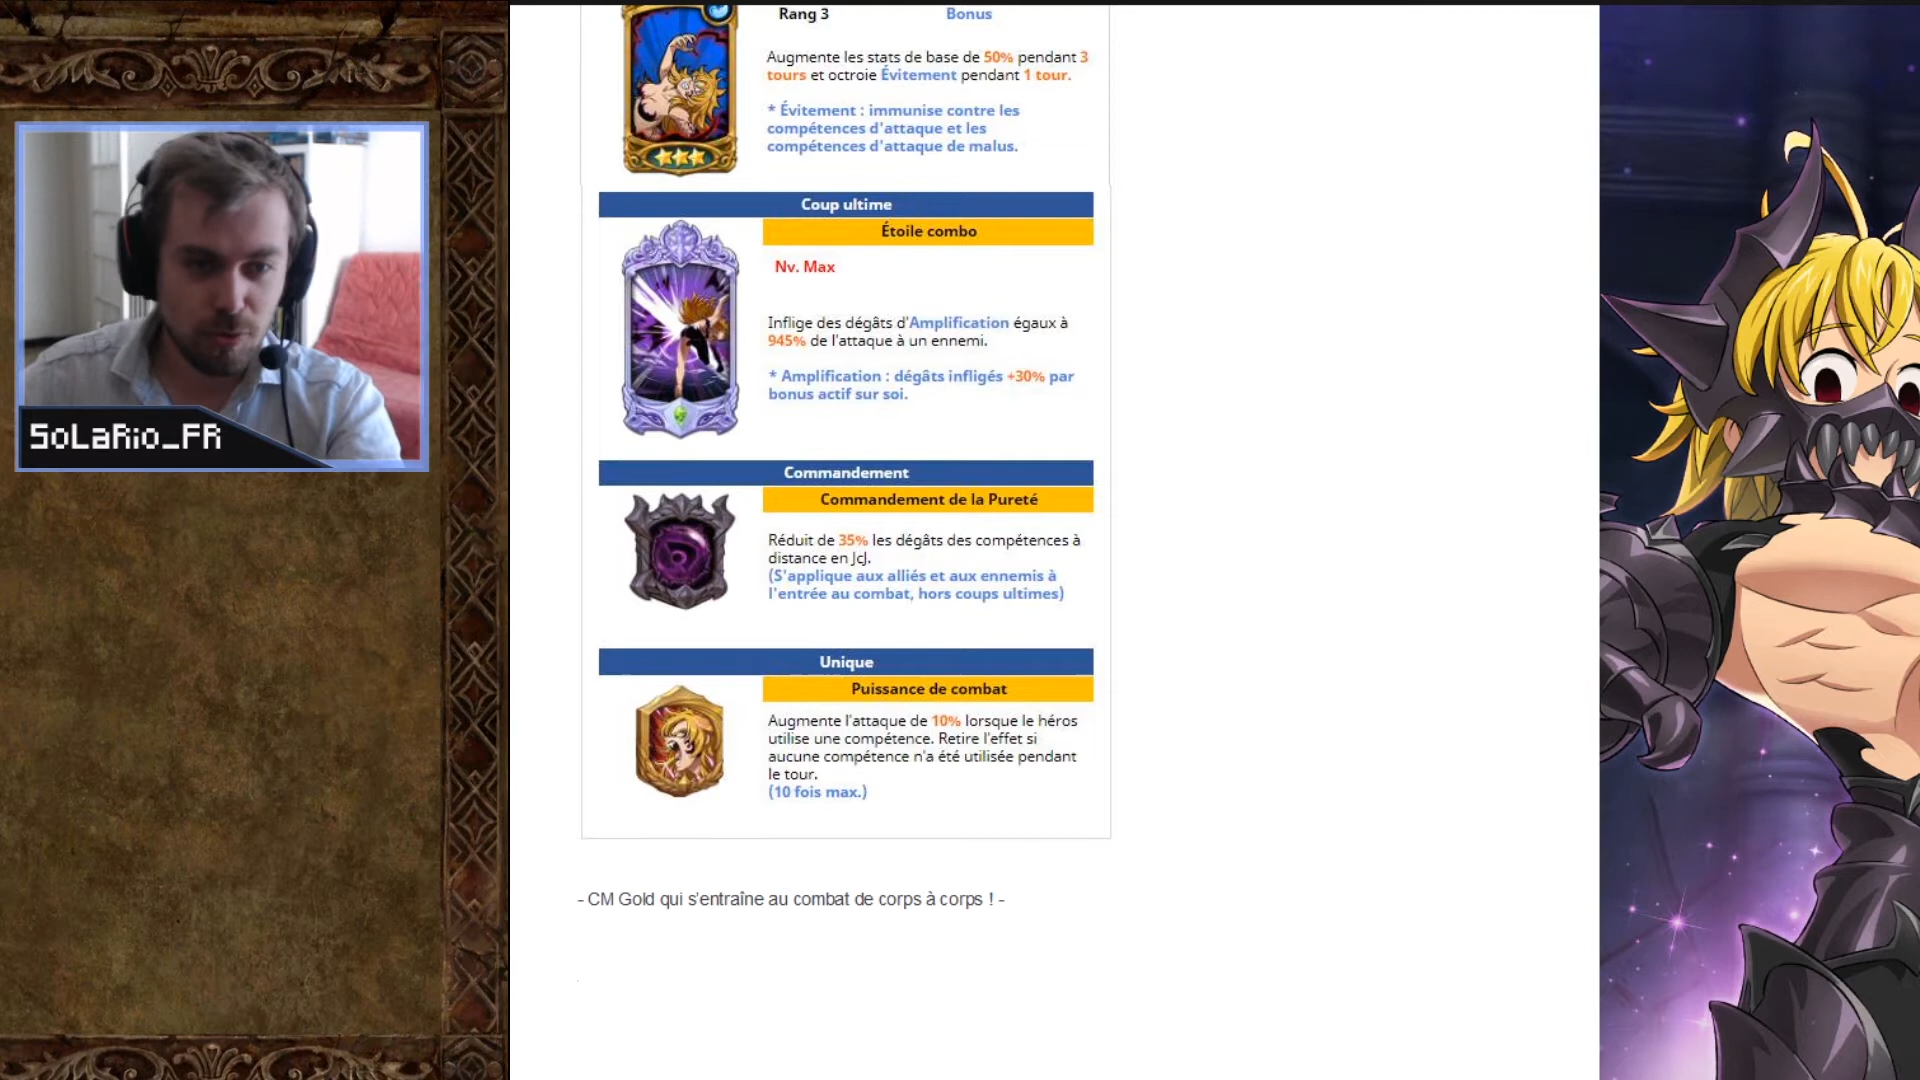 Rang 3
Bonus
Augmente les stats de base de 50% pendant 3
tours et octroie Évitement pendant 1 tour.
* Évitement : immunise contre les
compétences d'attaque et les
compétences d'attaque de malus.
Coup ultime
Étoile combo
Nv. Max
Inflige des dégâts d'Amplification égaux à
945% de l'attaque à un ennemi.
* Amplification : dégâts infligés +30% par
bonus actif sur soi.
Commandement
Commandement de la Pureté
Réduit de 35% les dégâts des compétences à
distance en JcJ.
(S'applique aux alliés et aux ennemis à
l'entrée au combat, hors coups ultimes)
Unique
Puissance de combat
Augmente l'attaque de 10% lorsque le héros
utilise une compétence. Retire l'effet si
aucune compétence n'a été utilisée pendant
le tour.
(10 fois max.)
- CM Gold qui s'entraîne au combat de corps à corps ! -
SoLaRio_FR